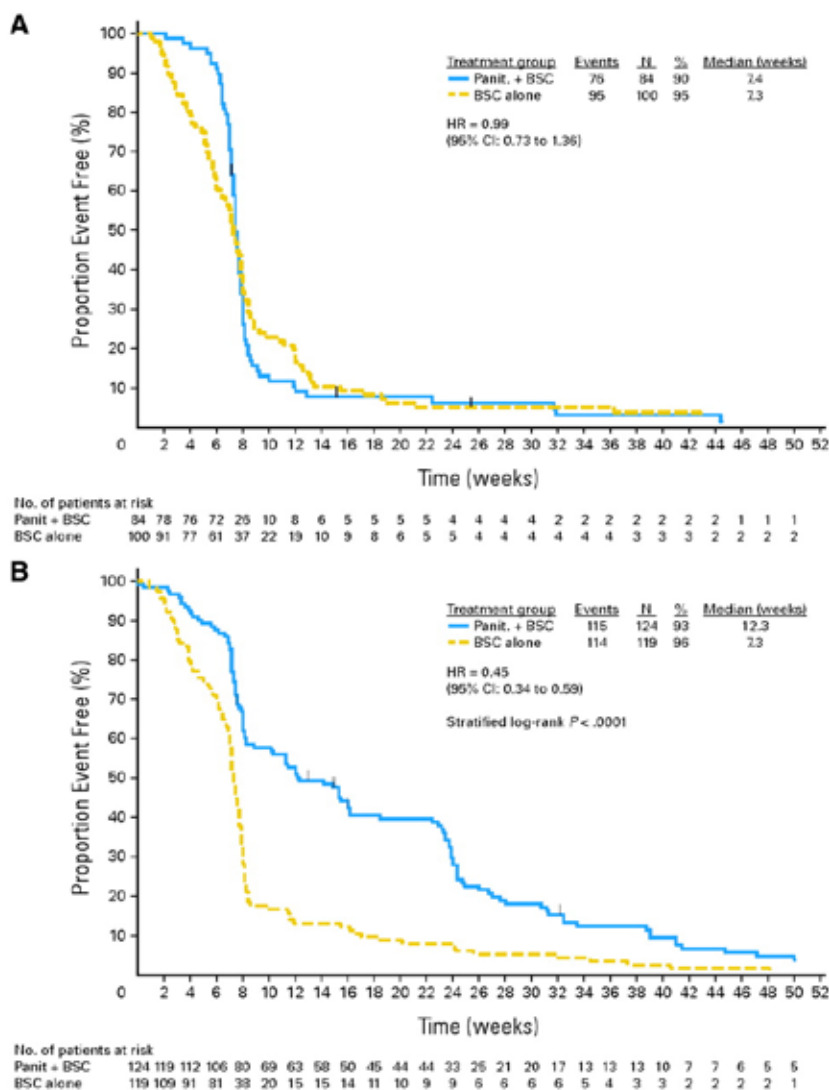 A
Proportion Event Free (%)
100
90
80
70
60
50
40
30
20
10
0 2 4 6 8 10 12 14 16 18 20 22 24 26 28 30 32 34 36 38 40 42 44 46 48 50 52
Time (weeks)
Treatment group Events N % Median (weeks)
Panit. + BSC 76 84 90 7.4
BSC alone 95 100 95 7.3
HR = 0.99
(95% CI: 0.73 to 1.36)
No. of patients at risk
Panit + BSC 84 78 76 72 26 10 8 6 5 5 5 5 4 4 4 4 2 2 2 2 2 2 2 1 1 1
BSC alone 100 91 77 61 37 22 19 10 9 8 6 5 5 4 4 4 4 4 4 3 3 3 2 2 2 2
B
Proportion Event Free (%)
100
90
80
70
60
50
40
30
20
10
0 2 4 6 8 10 12 14 16 18 20 22 24 26 28 30 32 34 36 38 40 42 44 46 48 50 52
Time (weeks)
Treatment group Events N % Median (weeks)
Panit. + BSC 115 124 93 12.3
BSC alone 114 119 96 7.3
HR = 0.45
(95% CI: 0.34 to 0.59)
Stratified log-rank P < .0001
No. of patients at risk
Panit + BSC 124 119 112 106 80 69 63 58 50 45 44 44 33 25 21 20 17 13 13 13 10 7 7 6 5 5
BSC alone 119 109 91 81 38 20 15 15 14 11 10 9 9 6 6 6 6 5 4 3 3 2 2 2 2